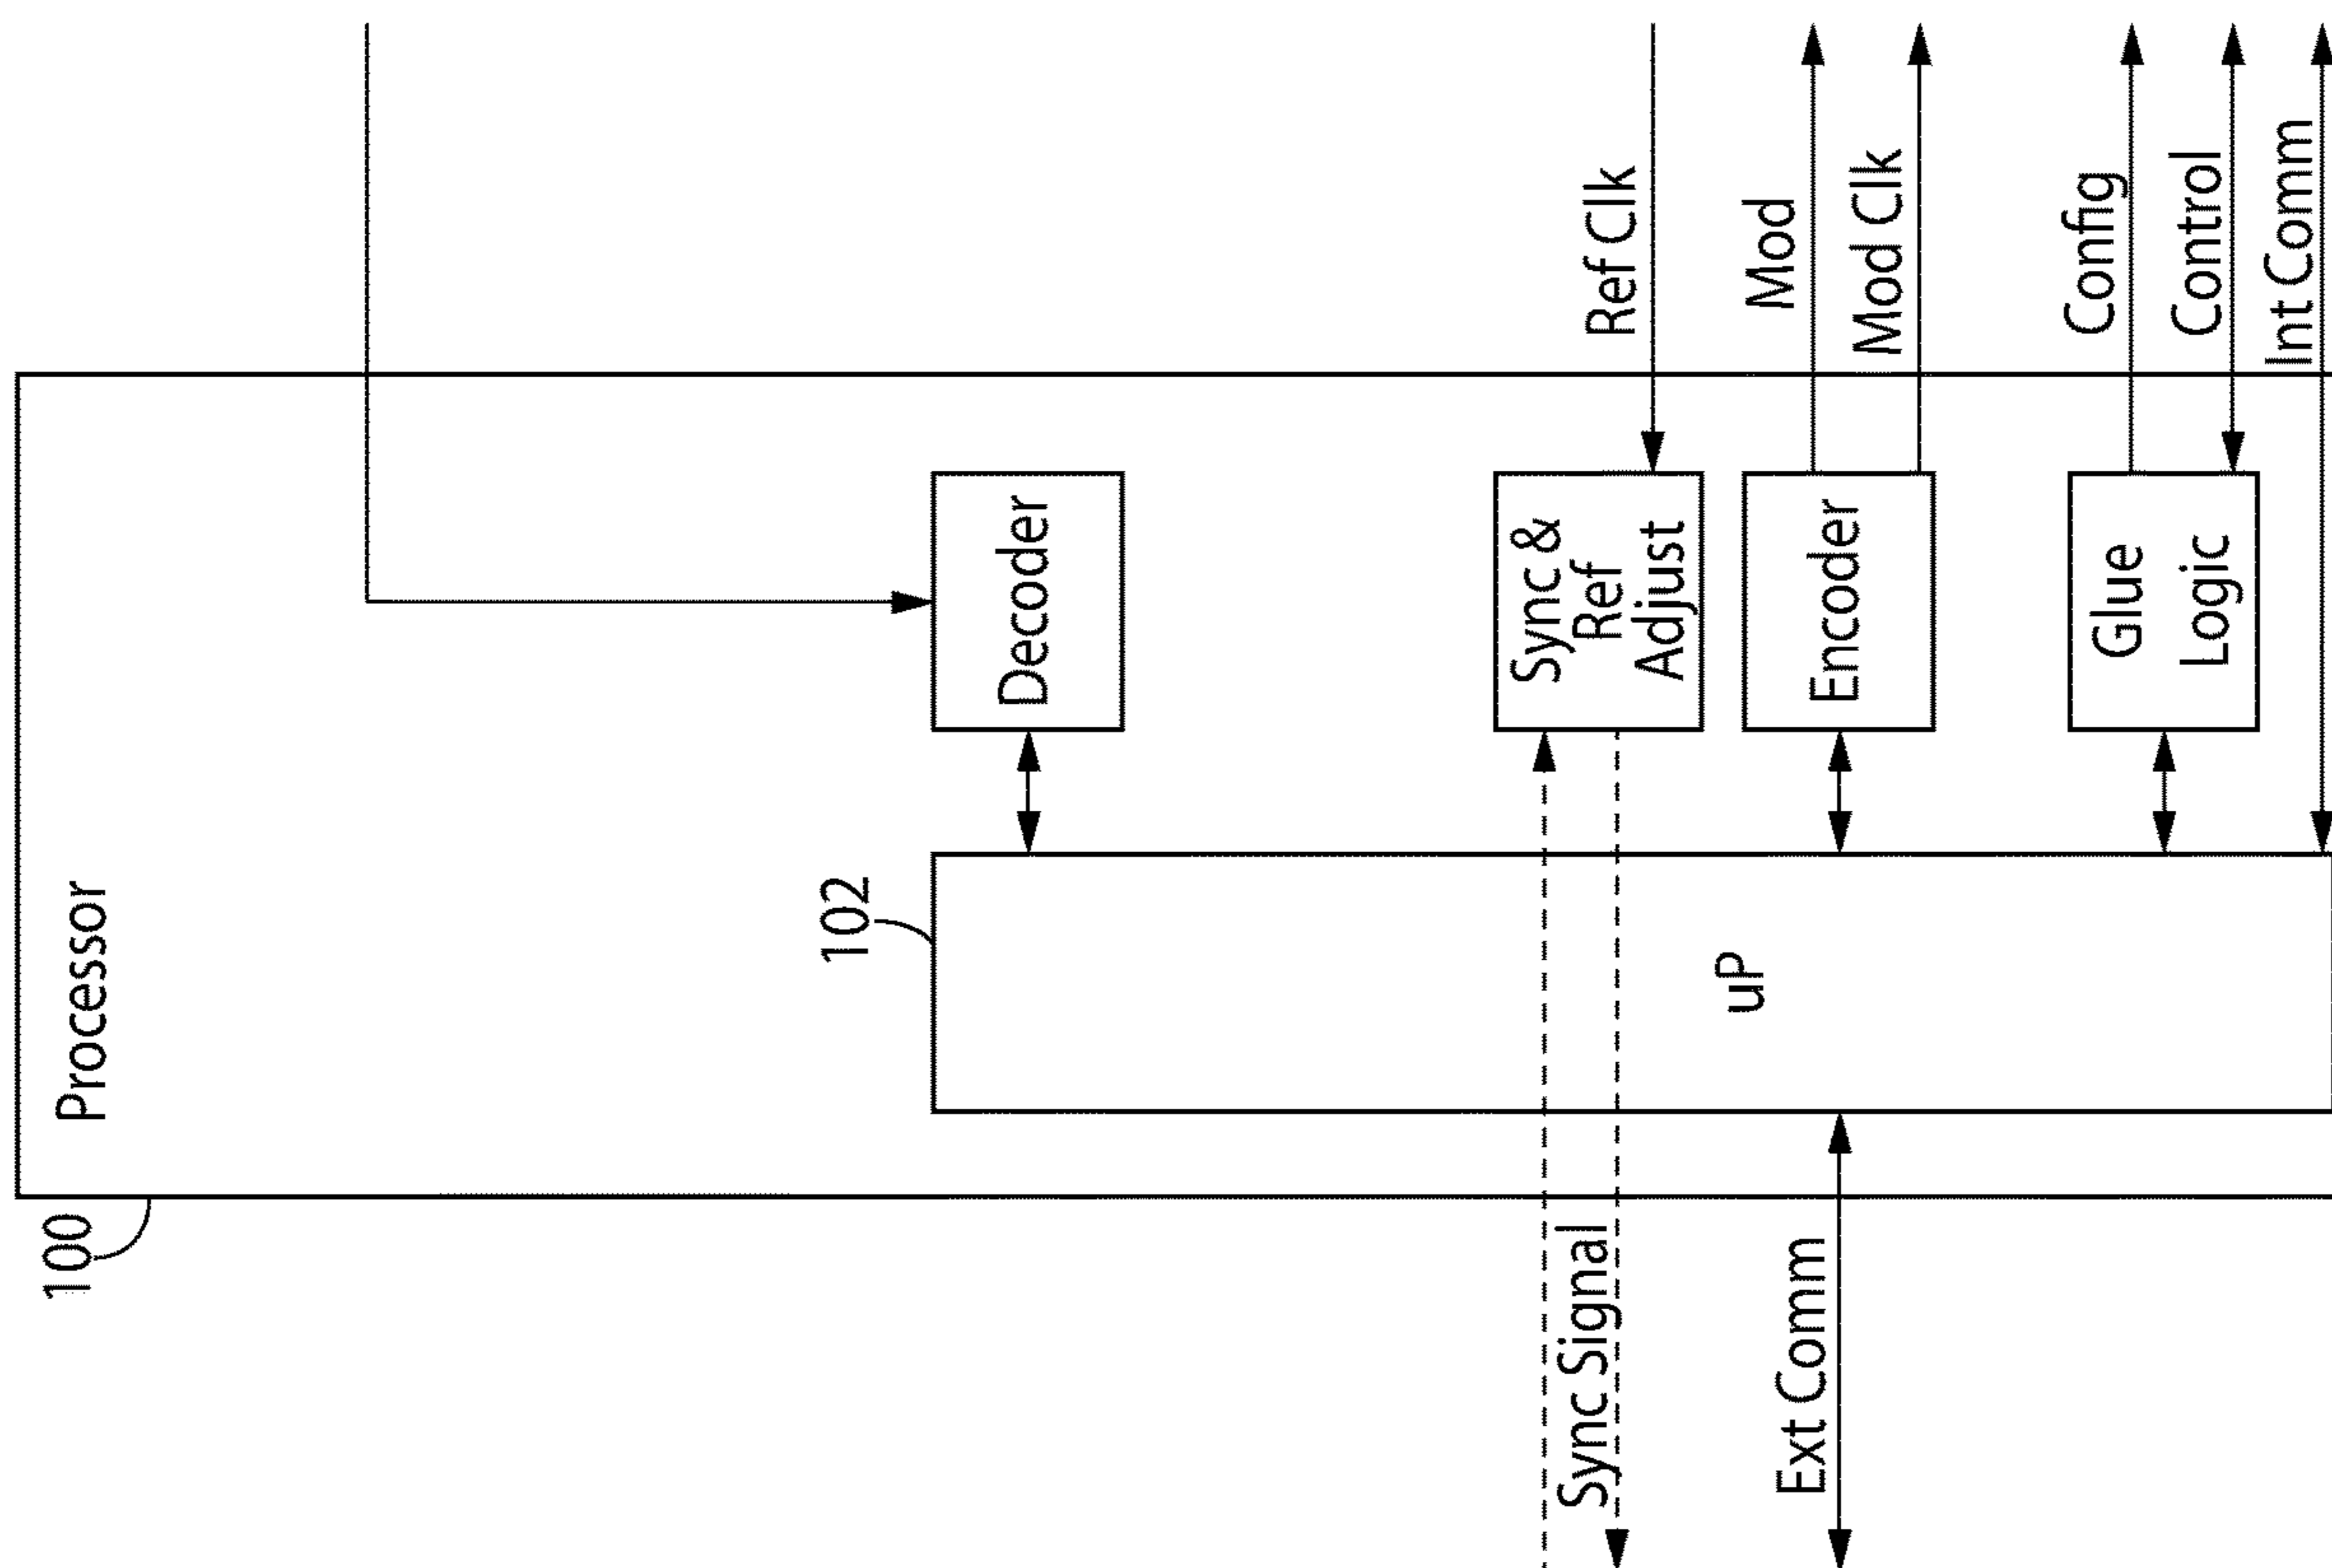 100
Processor
102
uP
Decoder
Sync &
Ref
Adjust
Encoder
Glue
Logic
Sync Signal
Ext Comm
Ref Clk
Mod
Mod Clk
Config
Control
Int Comm